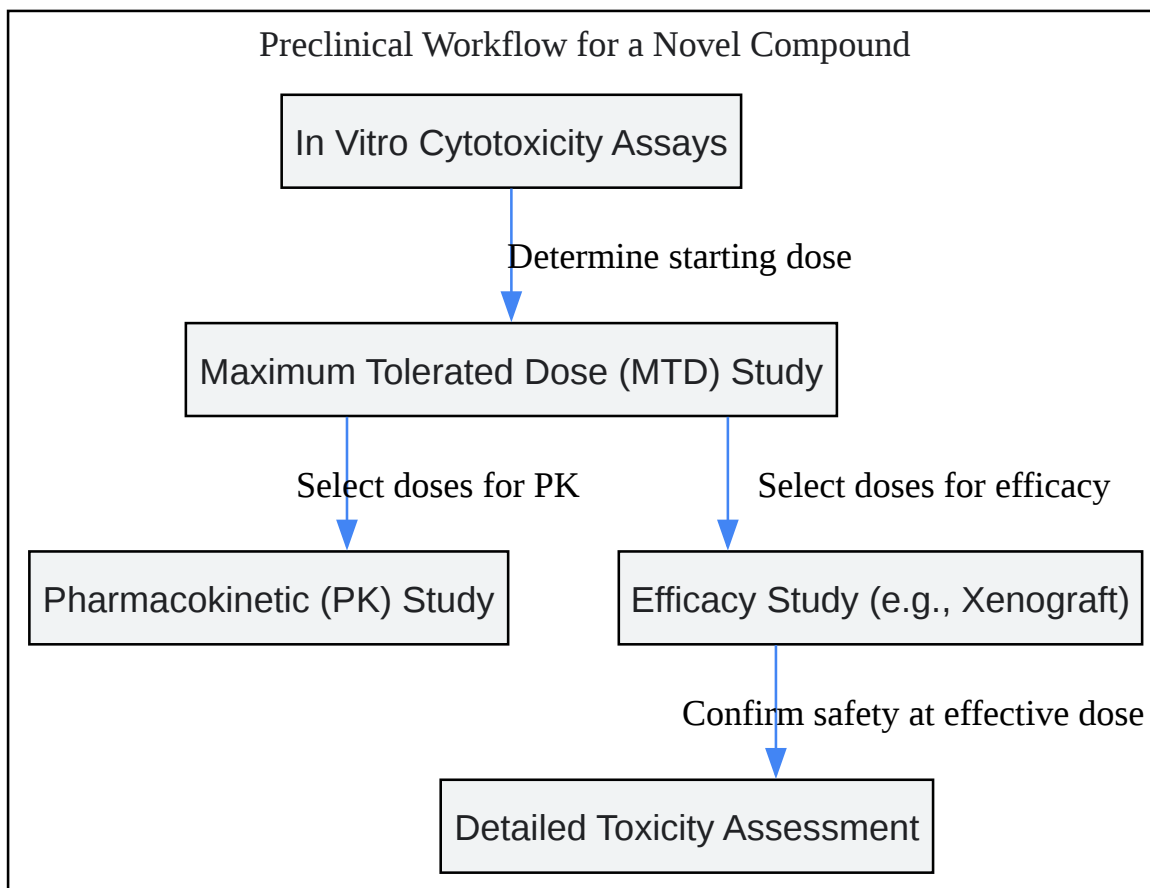 Preclinical Workflow for a Novel Compound
In Vitro Cytotoxicity Assays
Determine starting dose
Maximum Tolerated Dose (MTD) Study
Select doses for PK
Select doses for efficacy
Pharmacokinetic (PK) Study
Efficacy Study (e.g., Xenograft)
Confirm safety at effective dose
Detailed Toxicity Assessment